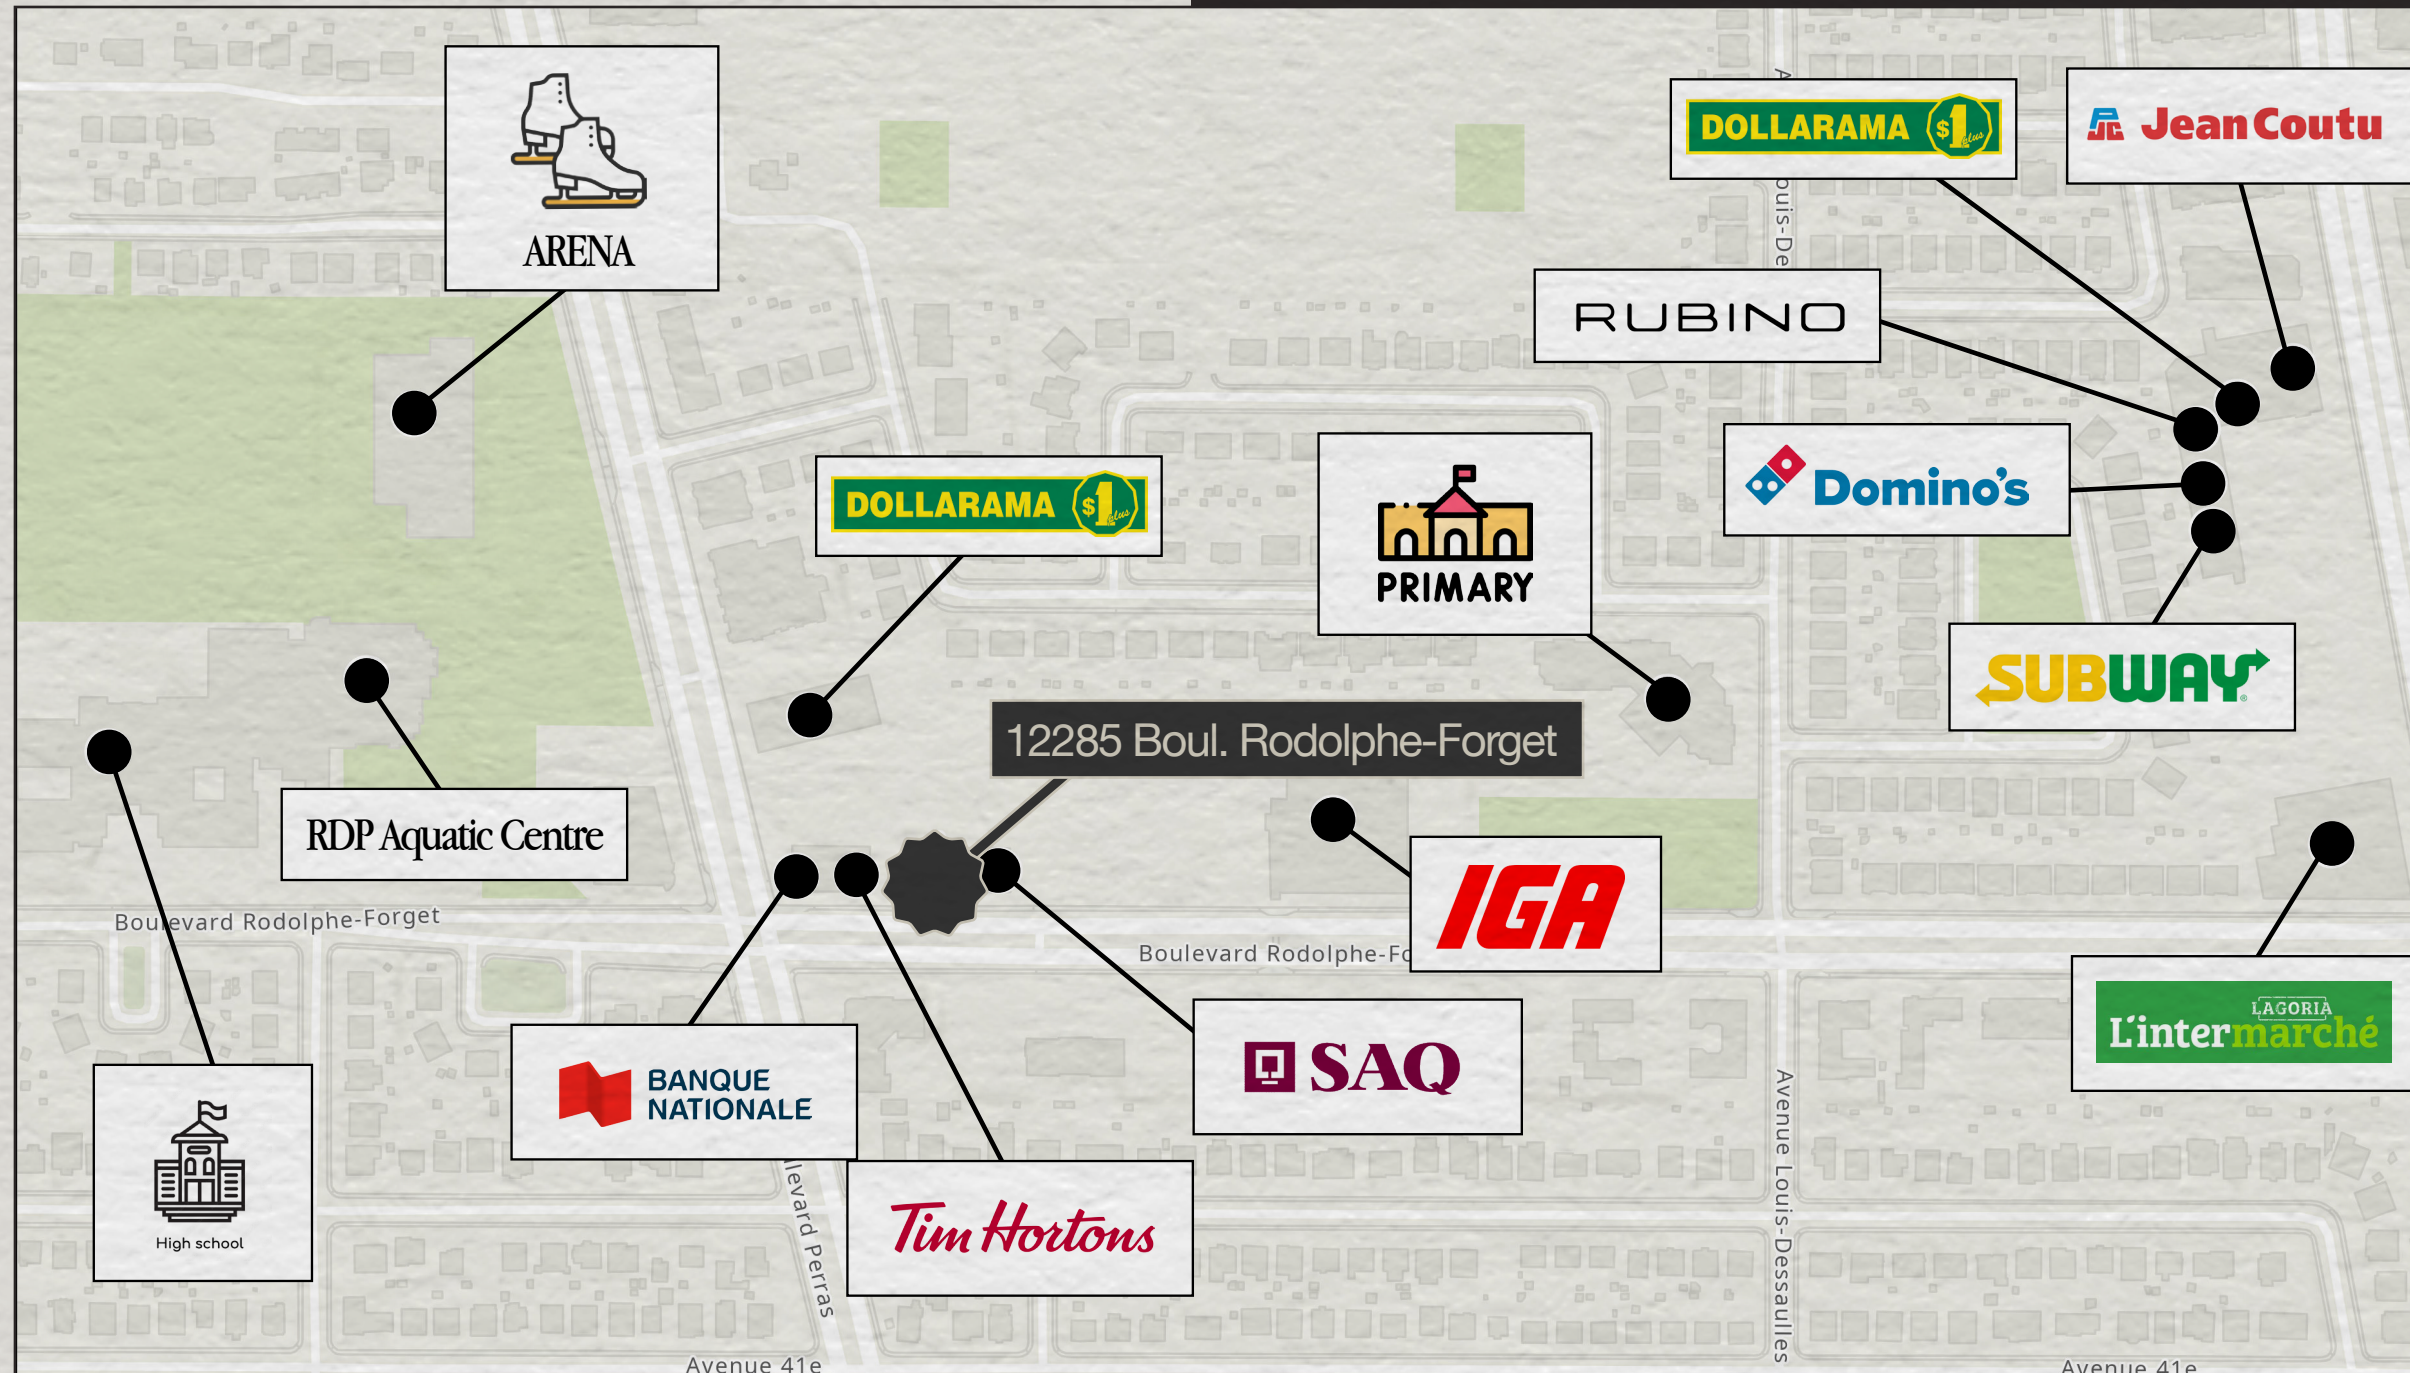 ARENA
DOLLARAMA $1 plus
Jean Coutu
ouis-De
RUBINO
Domino's
DOLLARAMA $1 plus
PRIMARY
SUBWAY
12285 Boul. Rodolphe-Forget
RDP Aquatic Centre
IGA
Boulevard Rodolphe-Forget
Boulevard Rodolphe-Fo
SAQ
LAGORIA
L'intermarché
BANQUE
NATIONALE
Tim Hortons
High school
levard Perras
Avenue Louis-Dessaulles
Avenue 41e
Avenue 41e